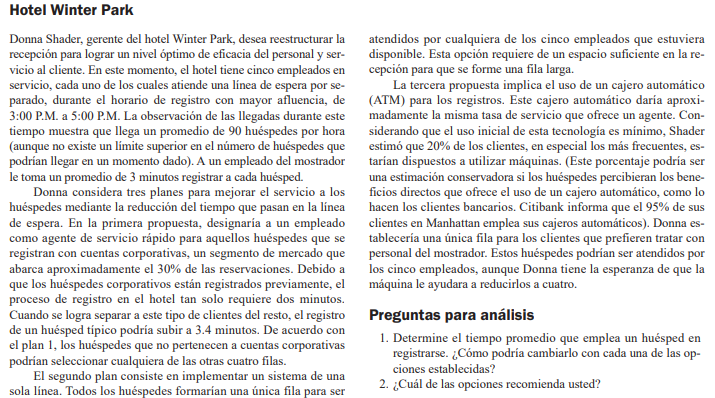 Hotel Winter Park
Donna Shader, gerente del hotel Winter Park, desea reestructurar la
recepción para lograr un nivel óptimo de eficacia del personal y ser-
vicio al cliente. En este momento, el hotel tiene cinco empleados en
servicio, cada uno de los cuales atiende una línea de espera por se-
parado, durante el horario de registro con mayor afluencia, de
3:00 P.M. a 5:00 P.M. La observación de las llegadas durante este
tiempo muestra que llega un promedio de 90 huéspedes por hora
(aunque no existe un límite superior en el número de huéspedes que
podrían llegar en un momento dado). A un empleado del mostrador
le toma un promedio de 3 minutos registrar a cada huésped.
Donna considera tres planes para mejorar el servicio a los
huéspedes mediante la reducción del tiempo que pasan en la línea
de espera. En la primera propuesta, designaría a un empleado
como agente de servicio rápido para aquellos huéspedes que se
registran con cuentas corporativas, un segmento de mercado que
abarca aproximadamente el 30% de las reservaciones. Debido a
que los huéspedes corporativos están registrados previamente, el
proceso de registro en el hotel tan solo requiere dos minutos.
Cuando se logra separar a este tipo de clientes del resto, el registro
de un huésped típico podría subir a 3.4 minutos. De acuerdo con
el plan 1, los huéspedes que no pertenecen a cuentas corporativas
podrían seleccionar cualquiera de las otras cuatro filas.
El segundo plan consiste en implementar un sistema de una
sola línea. Todos los huéspedes formarían una única fila para ser
atendidos por cualquiera de los cinco empleados que estuviera
disponible. Esta opción requiere de un espacio suficiente en la re-
cepción para que se forme una fila larga.
La tercera propuesta implica el uso de un cajero automático
(ATM) para los registros. Este cajero automático daría aproxi-
madamente la misma tasa de servicio que ofrece un agente. Con-
siderando que el uso inicial de esta tecnología es mínimo, Shader
estimó que 20% de los clientes, en especial los más frecuentes, es-
tarían dispuestos a utilizar máquinas. (Este porcentaje podría ser
una estimación conservadora si los huéspedes percibieran los bene-
ficios directos que ofrece el uso de un cajero automático, como lo
hacen los clientes bancarios. Citibank informa que el 95% de sus
clientes en Manhattan emplea sus cajeros automáticos). Donna es-
tablecería una única fila para los clientes que prefieren tratar con
personal del mostrador. Estos huéspedes podrían ser atendidos por
los cinco empleados, aunque Donna tiene la esperanza de que la
máquina le ayudara a reducirlos a cuatro.
Preguntas para análisis
1. Determine el tiempo promedio que emplea un huésped en
registrarse. ¿Cómo podría cambiarlo con cada una de las op-
ciones establecidas?
2. ¿Cuál de las opciones recomienda usted?